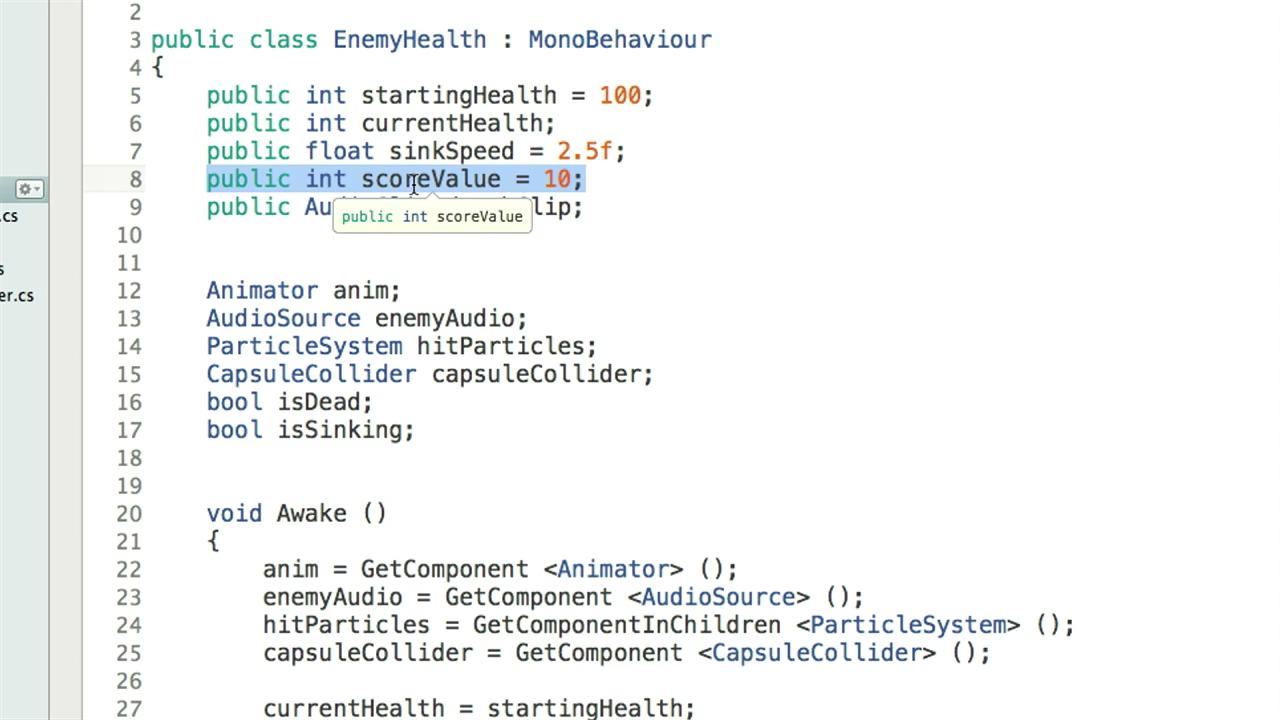 2
3 public class EnemyHealth : MonoBehaviour
4 {
5 public int startingHealth = 100;
6 public int currentHealth;
7 public float sinkSpeed = 2.5f;
8 public int scoreValue = 10;
9 public Au lip;
public int scoreValue
10
11
12 Animator anim;
13 AudioSource enemyAudio;
14 ParticleSystem hitParticles;
15 CapsuleCollider capsuleCollider;
16 bool isDead;
17 bool isSinking;
18
19
20 void Awake ()
21 {
22 anim = GetComponent <Animator> ();
23 enemyAudio = GetComponent <AudioSource> ();
24 hitParticles = GetComponentInChildren <ParticleSystem> ();
25 capsuleCollider = GetComponent <CapsuleCollider> ();
26
27 currentHealth = startingHealth;
.cs
s
er.cs